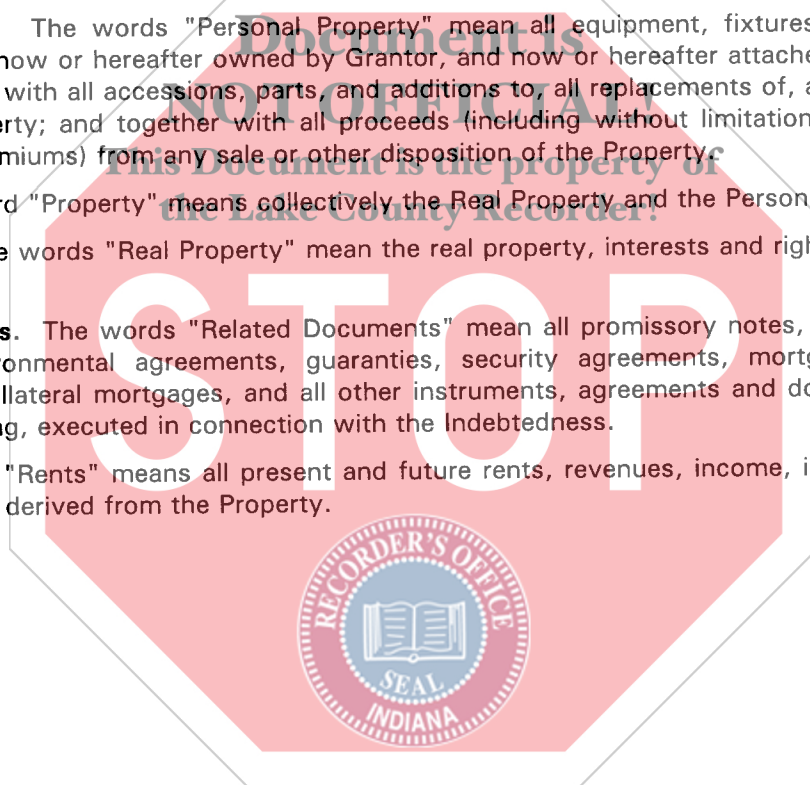 The words "Personal Property" mean all equipment, fixtures
now or hereafter owned by Grantor, and now or hereafter attache
with all accessions, parts, and additions to, all replacements of, a
erty; and together with all proceeds (including without limitation
miums) from any sale or other disposition of the Property.
rd "Property" means collectively the Real Property and the Person
e words "Real Property" mean the real property, interests and righ
s. The words "Related Documents" mean all promissory notes,
onmental agreements, guaranties, security agreements, mortg
llateral mortgages, and all other instruments, agreements and do
ng, executed in connection with the Indebtedness.
"Rents" means all present and future rents, revenues, income, i
derived from the Property.
Document is
NOT OFFICIAL!
This Document is the property of
the Lake County Recorder!
STOP
RECORDER'S OFFICE
SEAL
INDIANA